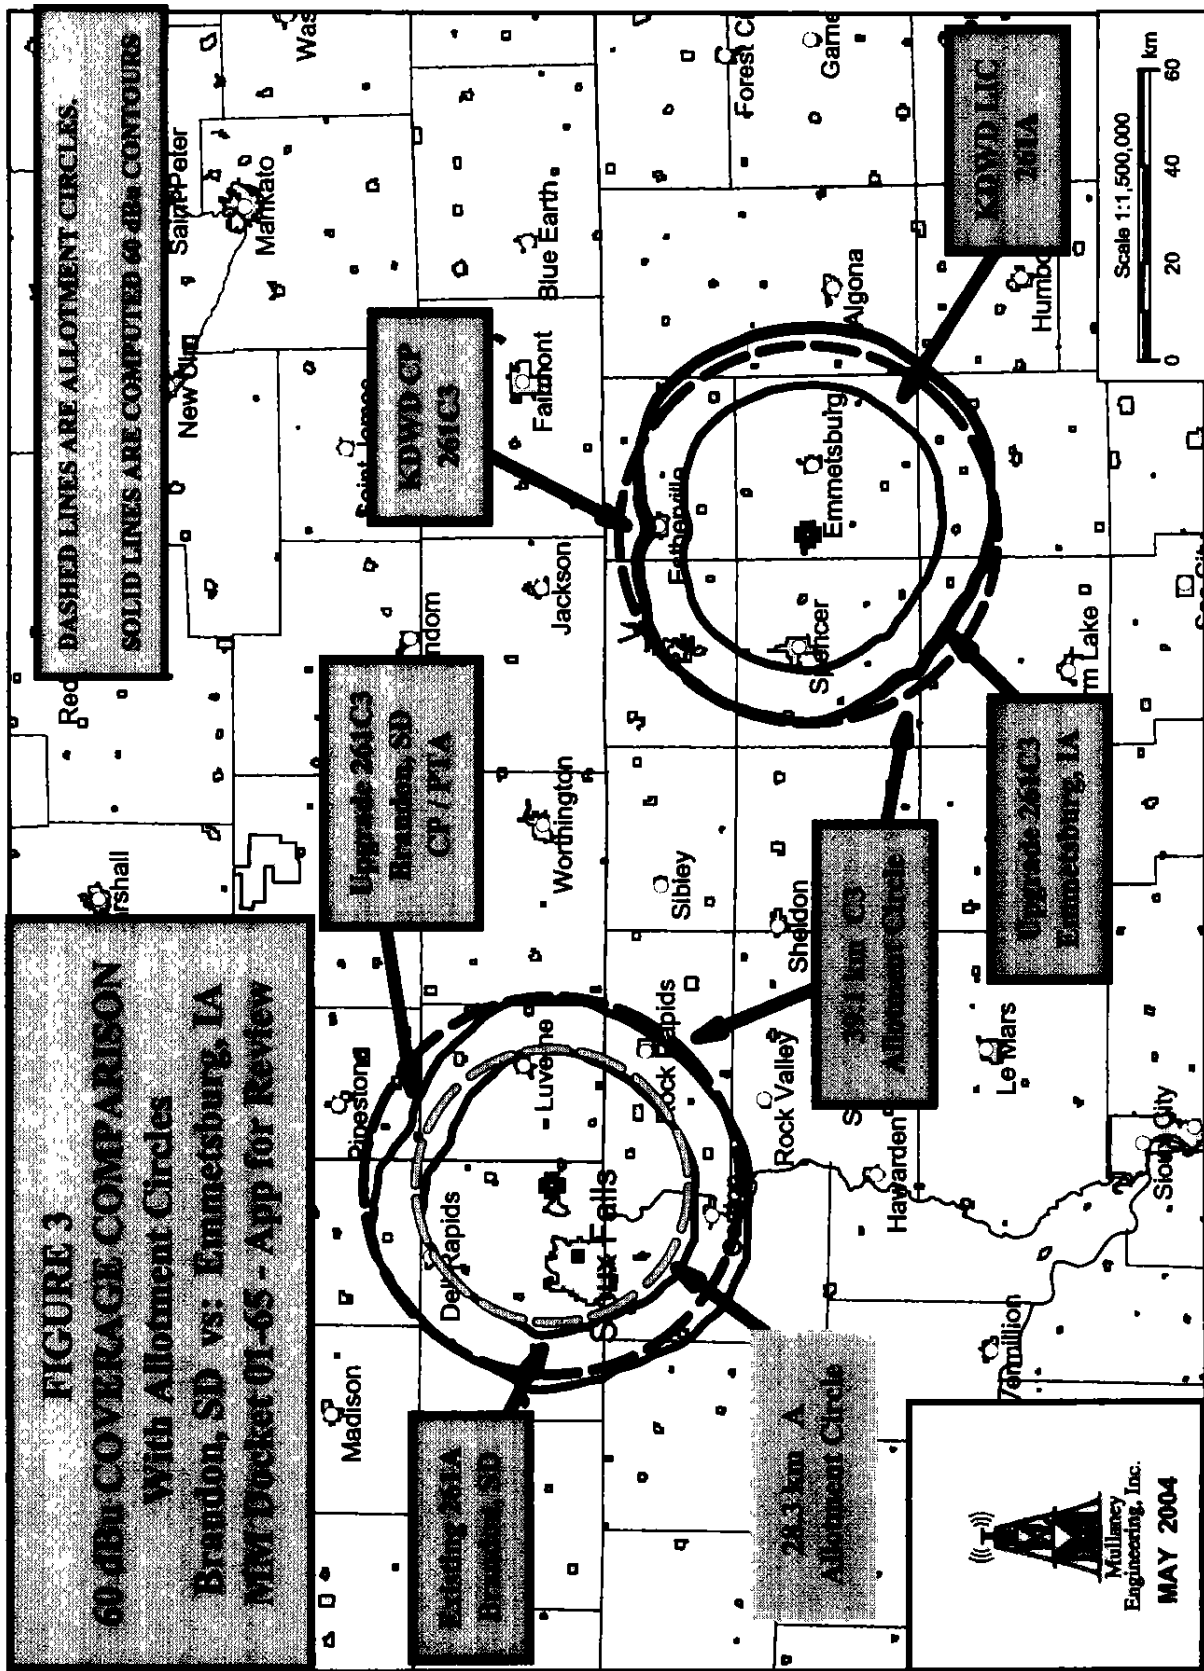 FIGURE 3
60 dBu COVERAGE COMPARISON
With Allotment Circles
Brandon, SD vs: Emmetsburg, IA
MM Docket 01-65 - App for Review
DASHED LINES ARE ALLOTMENT CIRCLES.
SOLID LINES ARE COMPUTED 60 dBu CONTOURS
Upgrade 261C3
Brandon, SD
CP / PTA
KDWD CP
261C3
Existing 261A
Brandon, SD
28.3 km A
Allotment Circle
39.1 km C3
Allotment Circle
Upgrade 261C3
Emmetsburg, IA
KDWD LIC
261A
Saint Peter
Mankato
New Ulm
Madison
Pipestone
Dell Rapids
Luverne
Sioux Falls
Worthington
Jackson
Fairmont
Blue Earth
Rock Rapids
Sibley
Estherville
Forest C
Rock Valley
Sheldon
Spencer
Emmetsburg
Algona
Garne
Hawarden
Le Mars
rm Lake
Humbo
Vermillion
Sioux City
Mullaney
Engineering, Inc.
MAY 2004
Scale 1:1,500,000
0 20 40 60
km